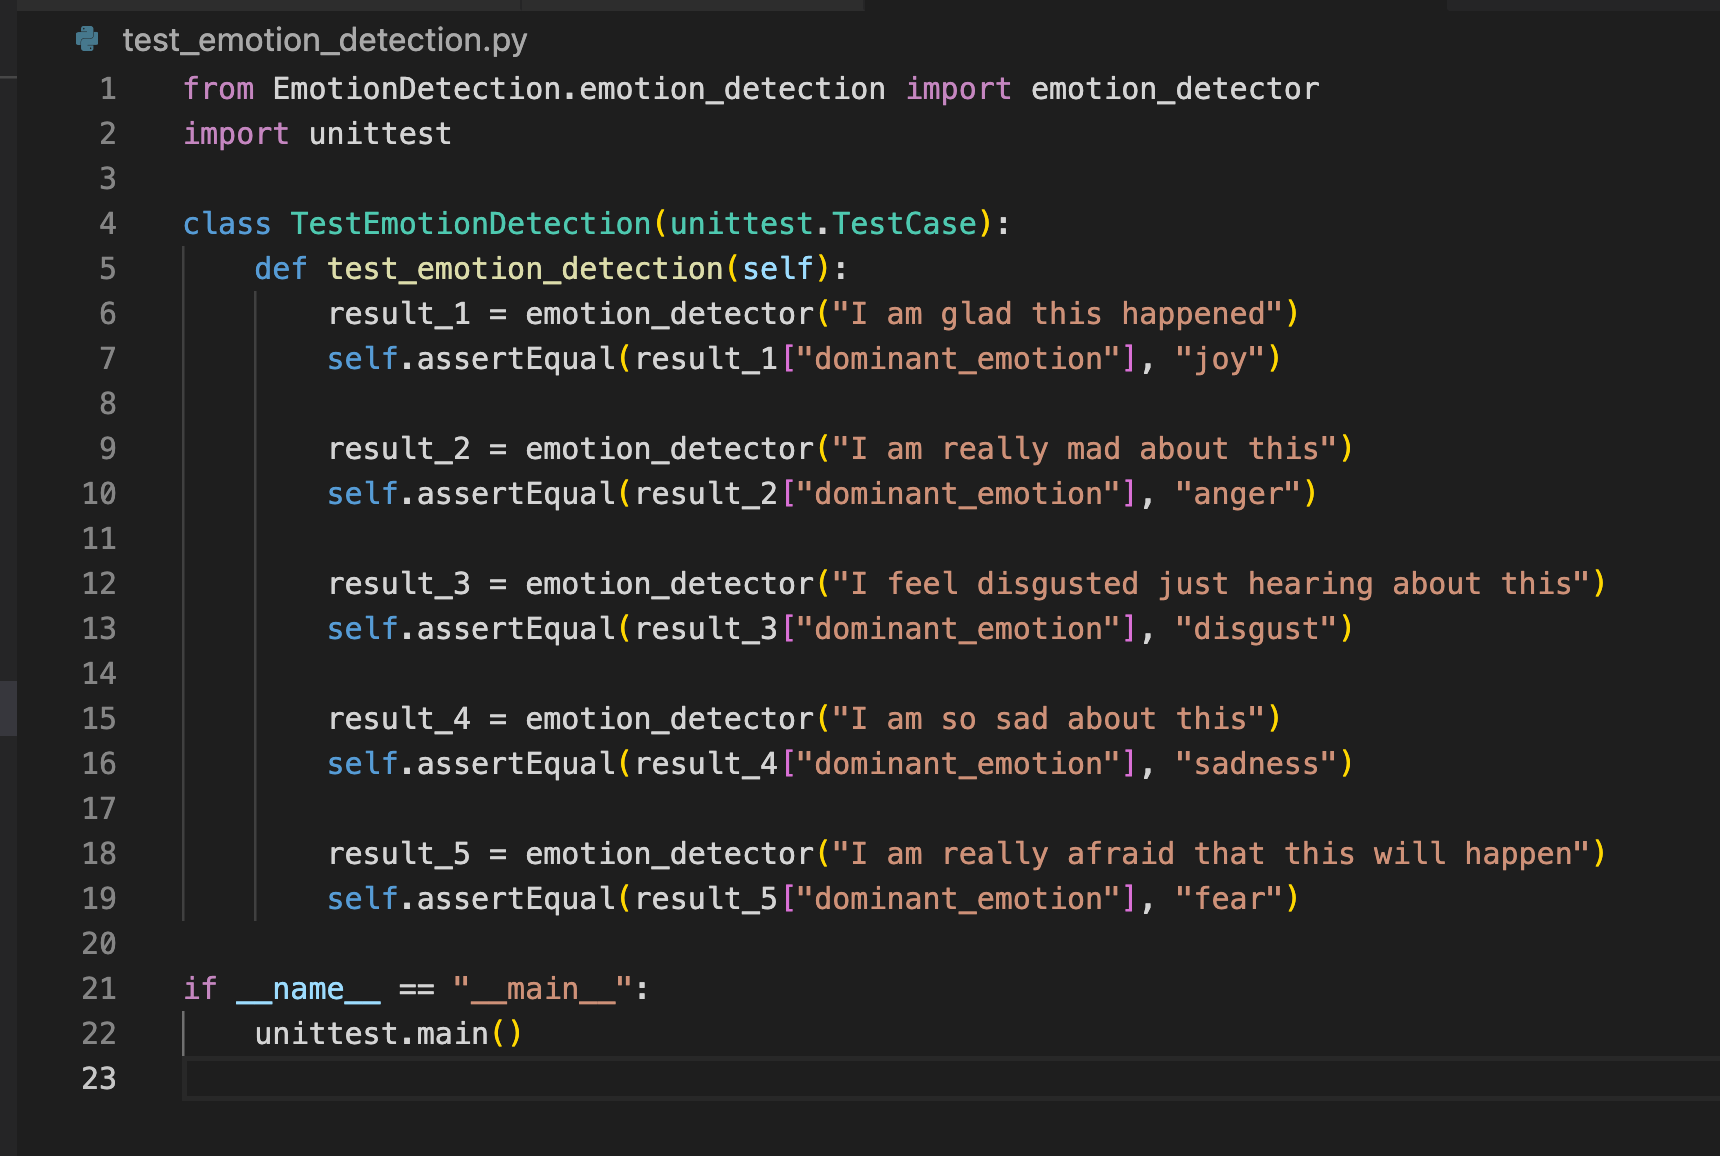 test_emotion_detection.py
1 from EmotionDetection.emotion_detection import emotion_detector
2 import unittest
3
4 class TestEmotionDetection(unittest.TestCase):
5     def test_emotion_detection(self):
6         result_1 = emotion_detector("I am glad this happened")
7         self.assertEqual(result_1["dominant_emotion"], "joy")
8
9         result_2 = emotion_detector("I am really mad about this")
10         self.assertEqual(result_2["dominant_emotion"], "anger")
11
12         result_3 = emotion_detector("I feel disgusted just hearing about this")
13         self.assertEqual(result_3["dominant_emotion"], "disgust")
14
15         result_4 = emotion_detector("I am so sad about this")
16         self.assertEqual(result_4["dominant_emotion"], "sadness")
17
18         result_5 = emotion_detector("I am really afraid that this will happen")
19         self.assertEqual(result_5["dominant_emotion"], "fear")
20
21 if __name__ == "__main__":
22     unittest.main()
23